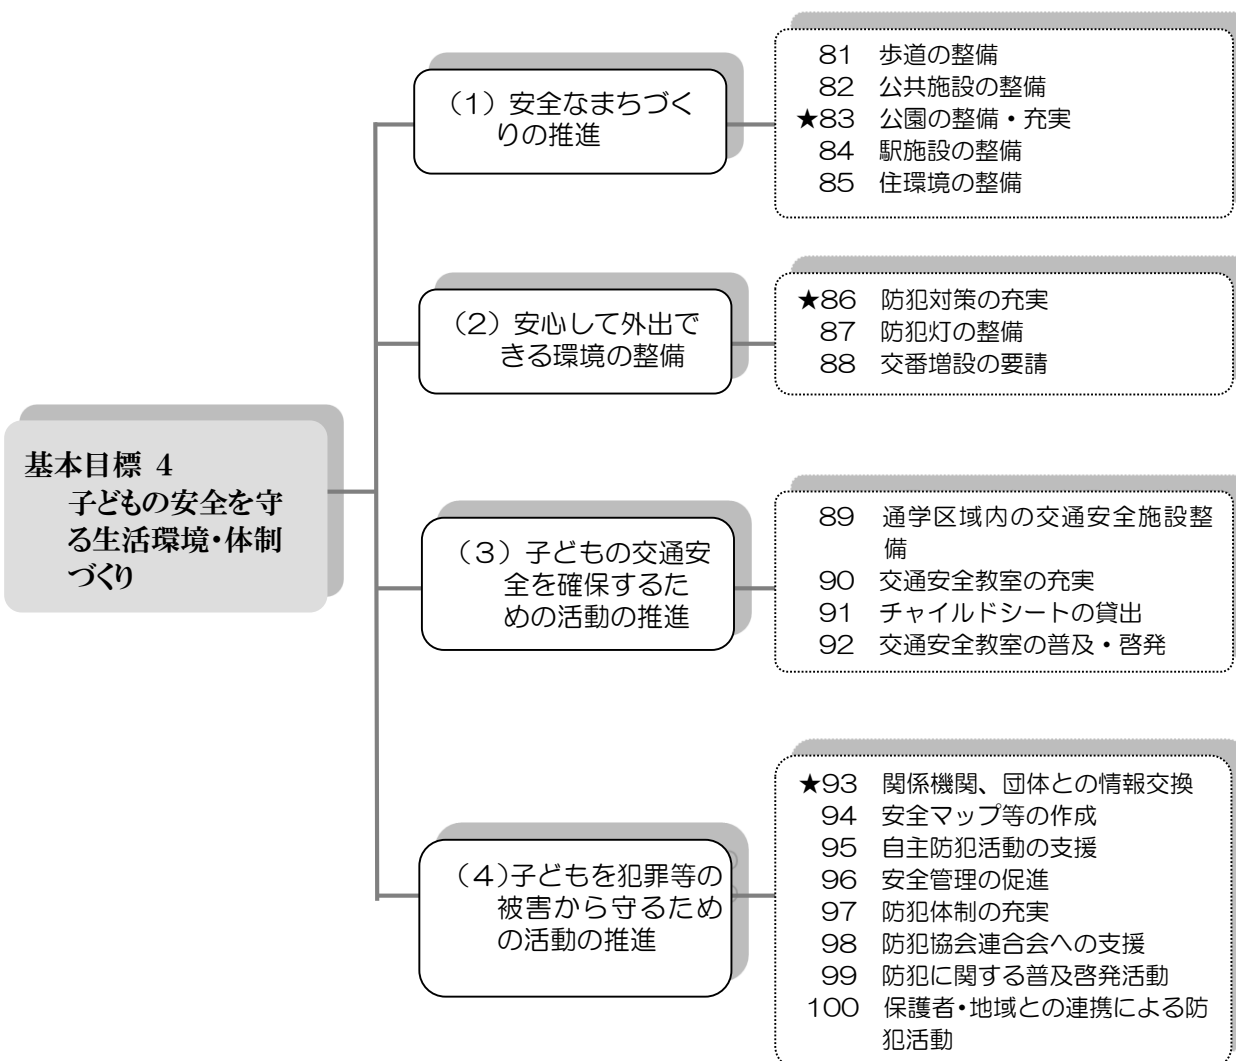 基本目標 4
子どもの安全を守
る生活環境・体制
づくり
（1）安全なまちづく
りの推進
81 歩道の整備
82 公共施設の整備
★83 公園の整備・充実
84 駅施設の整備
85 住環境の整備
（2）安心して外出で
きる環境の整備
★86 防犯対策の充実
87 防犯灯の整備
88 交番増設の要請
（3）子どもの交通安
全を確保するた
めの活動の推進
89 通学区域内の交通安全施設整
備
90 交通安全教室の充実
91 チャイルドシートの貸出
92 交通安全教室の普及・啓発
（4）子どもを犯罪等の
被害から守るため
の活動の推進
★93 関係機関、団体との情報交換
94 安全マップ等の作成
95 自主防犯活動の支援
96 安全管理の促進
97 防犯体制の充実
98 防犯協会連合会への支援
99 防犯に関する普及啓発活動
100 保護者・地域との連携による防
犯活動